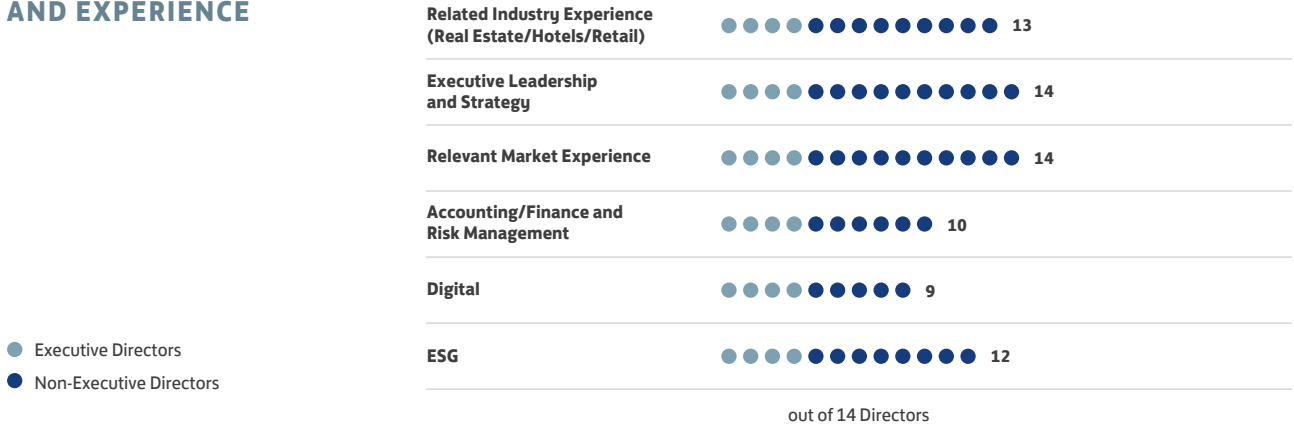 AND EXPERIENCE
Related Industry Experience
(Real Estate/Hotels/Retail)
13
Executive Leadership
and Strategy
14
Relevant Market Experience
14
Accounting/Finance and
Risk Management
10
Digital
9
ESG
12
Executive Directors
Non-Executive Directors
out of 14 Directors